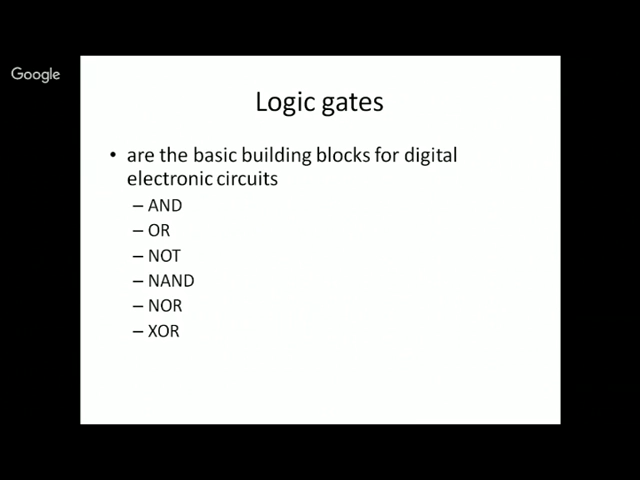 Google
Logic gates
• are the basic building blocks for digital
electronic circuits
– AND
– OR
– NOT
– NAND
– NOR
– XOR